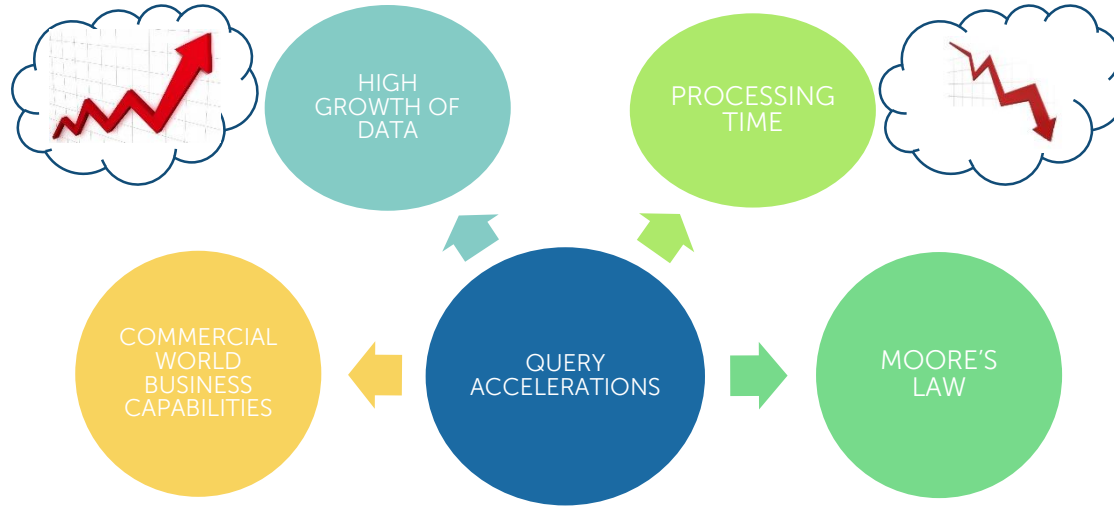 HIGH
GROWTH OF
DATA
PROCESSING
TIME
COMMERCIAL
WORLD
BUSINESS
CAPABILITIES
QUERY
ACCELERATIONS
MOORE’S
LAW